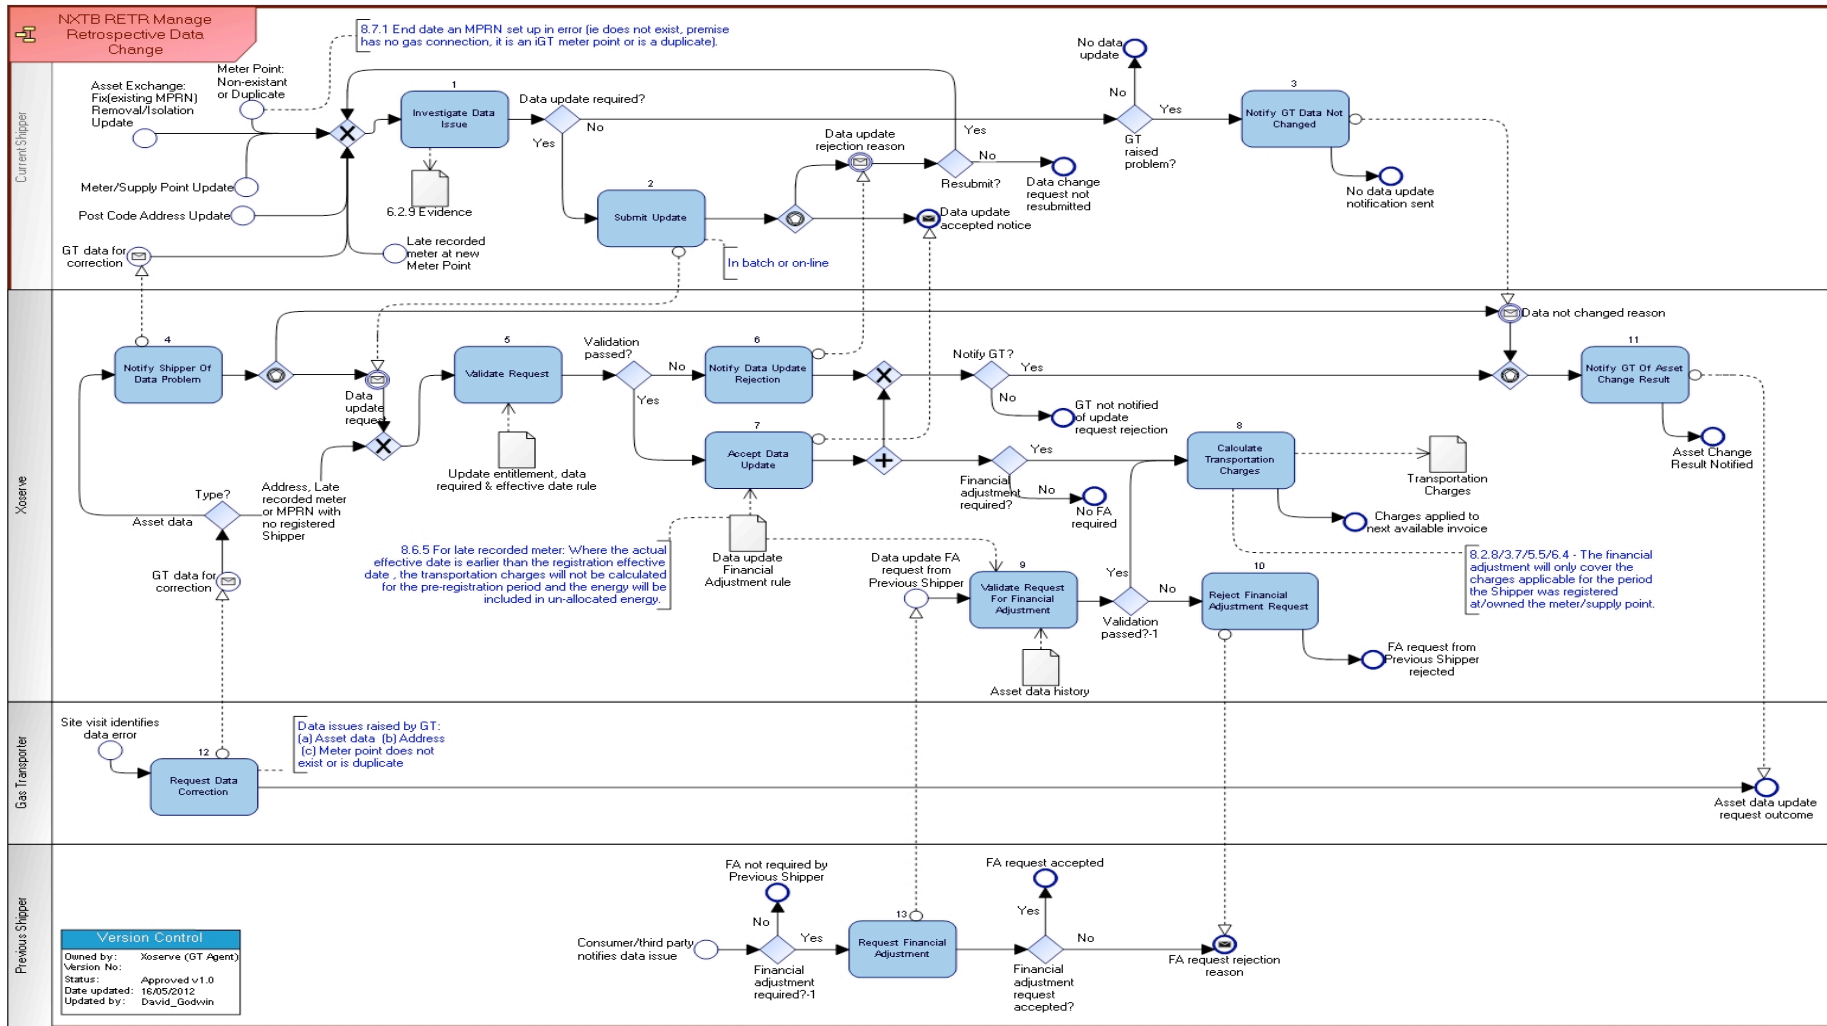 NXTB RETR Manage
Retrospective Data
Change
Current Shipper
8.7.1 End date an MPRN set up in error (ie does not exist, premise
has no gas connection, it is an iGT meter point or is a duplicate).
Asset Exchange:
Fix(existing MPRN)
Removal/Isolation
Update
Meter Point:
Non-existant
or Duplicate
Meter/Supply Point Update
Post Code Address Update
GT data for
correction
Late recorded
meter at new
Meter Point
1
Investigate Data
Issue
6.2.9 Evidence
Data update required?
No
Yes
2
Submit Update
In batch or on-line
Data update
rejection reason
Data update
accepted notice
Yes
No
Resubmit?
Data change
request not
resubmitted
No data
update
No
Yes
GT
raised
problem?
3
Notify GT Data Not
Changed
No data update
notification sent
Xoserve
4
Notify Shipper Of
Data Problem
Data
update
request
5
Validate Request
Update entitlement, data
required & effective date rule
Validation
passed?
No
Yes
6
Notify Data Update
Rejection
7
Accept Data
Update
Notify GT?
Yes
No
GT not notified
of update
request rejection
Data not changed reason
11
Notify GT Of Asset
Change Result
Asset Change
Result Notified
Type?
Asset data
Address, Late
recorded meter
or MPRN with
no registered
Shipper
GT data for
correction
Financial
adjustment
required?
Yes
No
No FA
required
8
Calculate
Transportation
Charges
Transportation
Charges
Charges applied to
next available invoice
8.6.5 For late recorded meter: Where the actual
effective date is earlier than the registration effective
date , the transportation charges will not be calculated
for the pre-registration period and the energy will be
included in un-allocated energy.
Data update
Financial
Adjustment rule
Data update FA
request from
Previous Shipper
9
Validate Request
For Financial
Adjustment
Asset data history
Yes
No
Validation
passed?-1
10
Reject Financial
Adjustment Request
FA request from
Previous Shipper
rejected
8.2.8/3.7/5.5/6.4 - The financial
adjustment will only cover the
charges applicable for the period
the Shipper was registered
at/owned the meter/supply point.
Gas Transporter
Site visit identifies
data error
12
Request Data
Correction
Data issues raised by GT:
(a) Asset data (b) Address
(c) Meter point does not
exist or is duplicate
Asset data update
request outcome
Previous Shipper
Version Control
Owned by: Xoserve (GT Agent)
Version No:
Status: Approved v1.0
Date updated: 16/05/2012
Updated by: David_Godwin
Consumer/third party
notifies data issue
FA not required by
Previous Shipper
No
Yes
Financial
adjustment
required?-1
13
Request Financial
Adjustment
FA request accepted
Yes
No
Financial
adjustment
request
accepted?
FA request rejection
reason